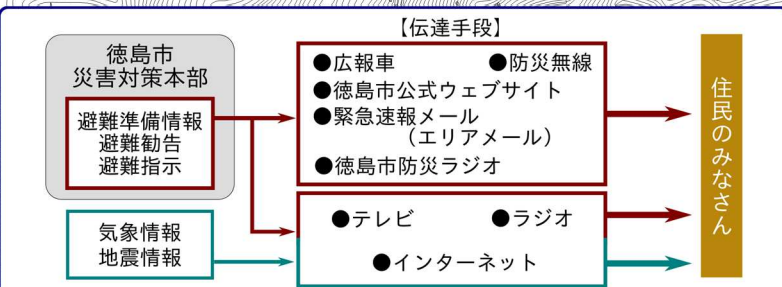 徳島市
災害対策本部
避難準備情報
避難勧告
避難指示
気象情報
地震情報
【伝達手段】
●広報車 ●防災無線
●徳島市公式ウェブサイト
●緊急速報メール
（エリアメール）
●徳島市防災ラジオ
●テレビ ●ラジオ
●インターネット
住民のみなさん